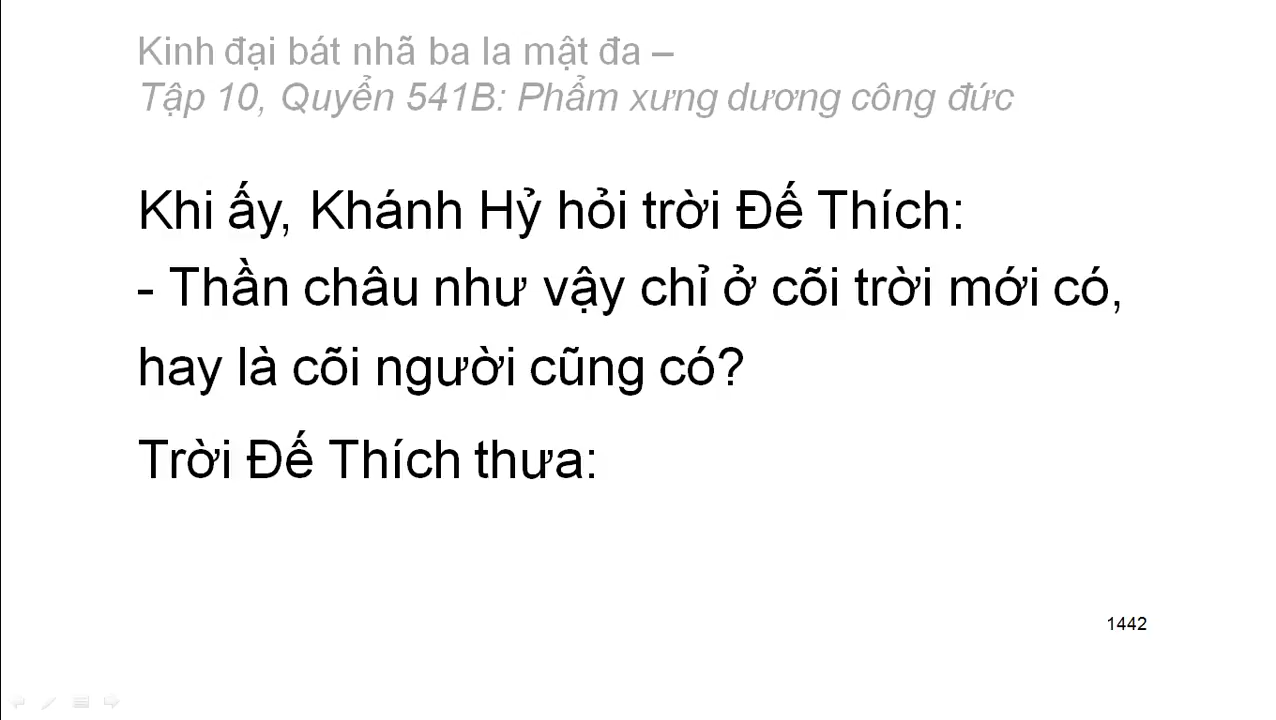 Kinh đại bát nhã ba la mật đa –
Tập 10, Quyển 541B: Phẩm xưng dương công đức
Khi ấy, Khánh Hỷ hỏi trời Đế Thích:
- Thần châu như vậy chỉ ở cõi trời mới có,
hay là cõi người cũng có?
Trời Đế Thích thưa:
1442